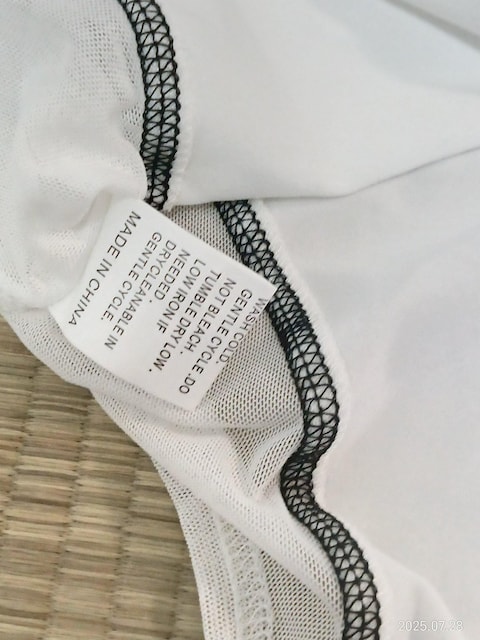 WASH COLD.
GENTLE CYCLE. DO
NOT BLEACH.
TUMBLE DRY LOW.
LOW IRON IF
NEEDED
DRYCLEANABLE IN
GENTLE CYCLE.
MADE IN CHINA
2025.07.28